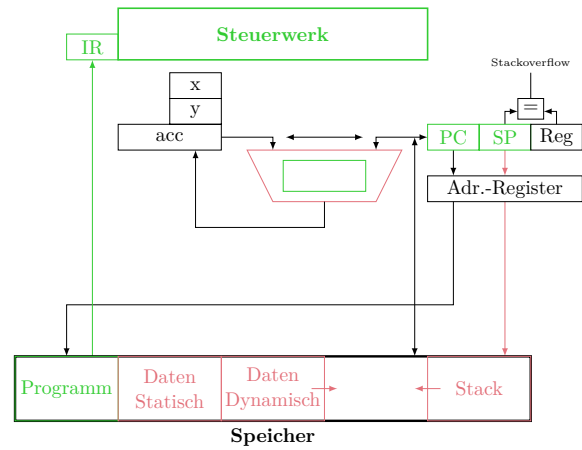 Steuerwerk
IR
Stackoverflow
x
y
=
acc
PC
SP
Reg
Adr.-Register
Programm
Daten
Statisch
Daten
Dynamisch
Stack
Speicher